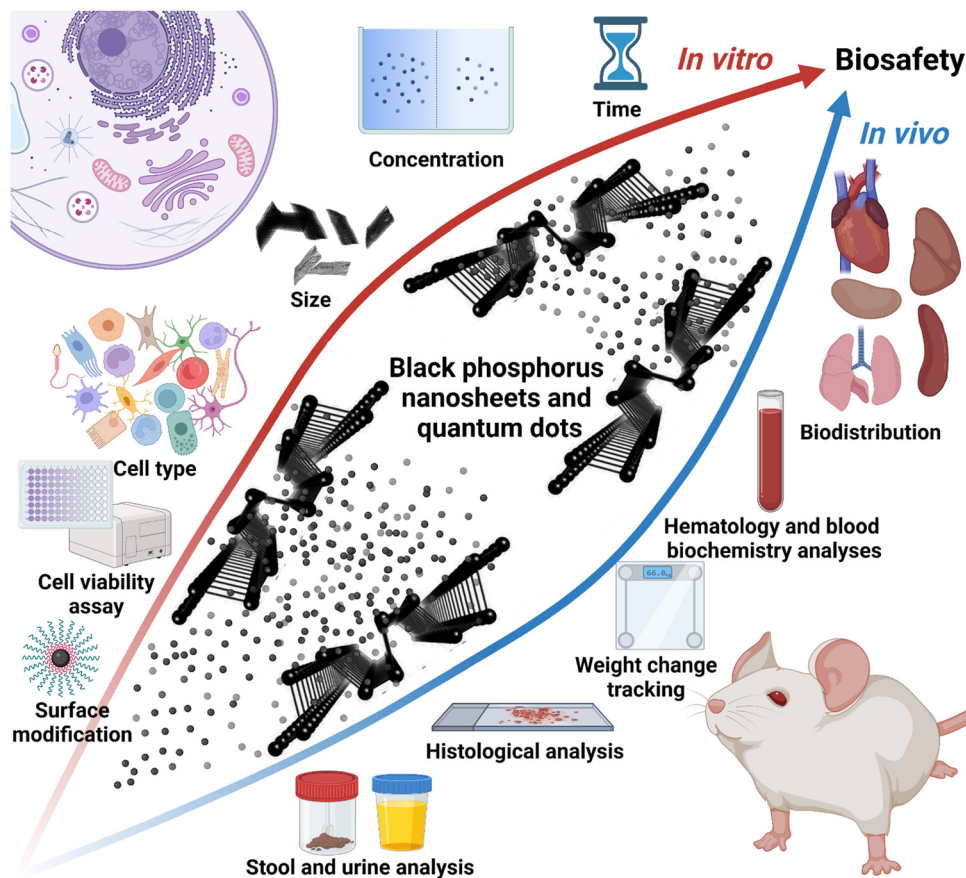 Concentration
Time
In vitro
Biosafety
In vivo
Size
Black phosphorus
nanosheets and
quantum dots
Biodistribution
Cell type
Hematology and blood
biochemistry analyses
Cell viability
assay
66.0kg
Weight change
tracking
Surface
modification
Histological analysis
Stool and urine analysis